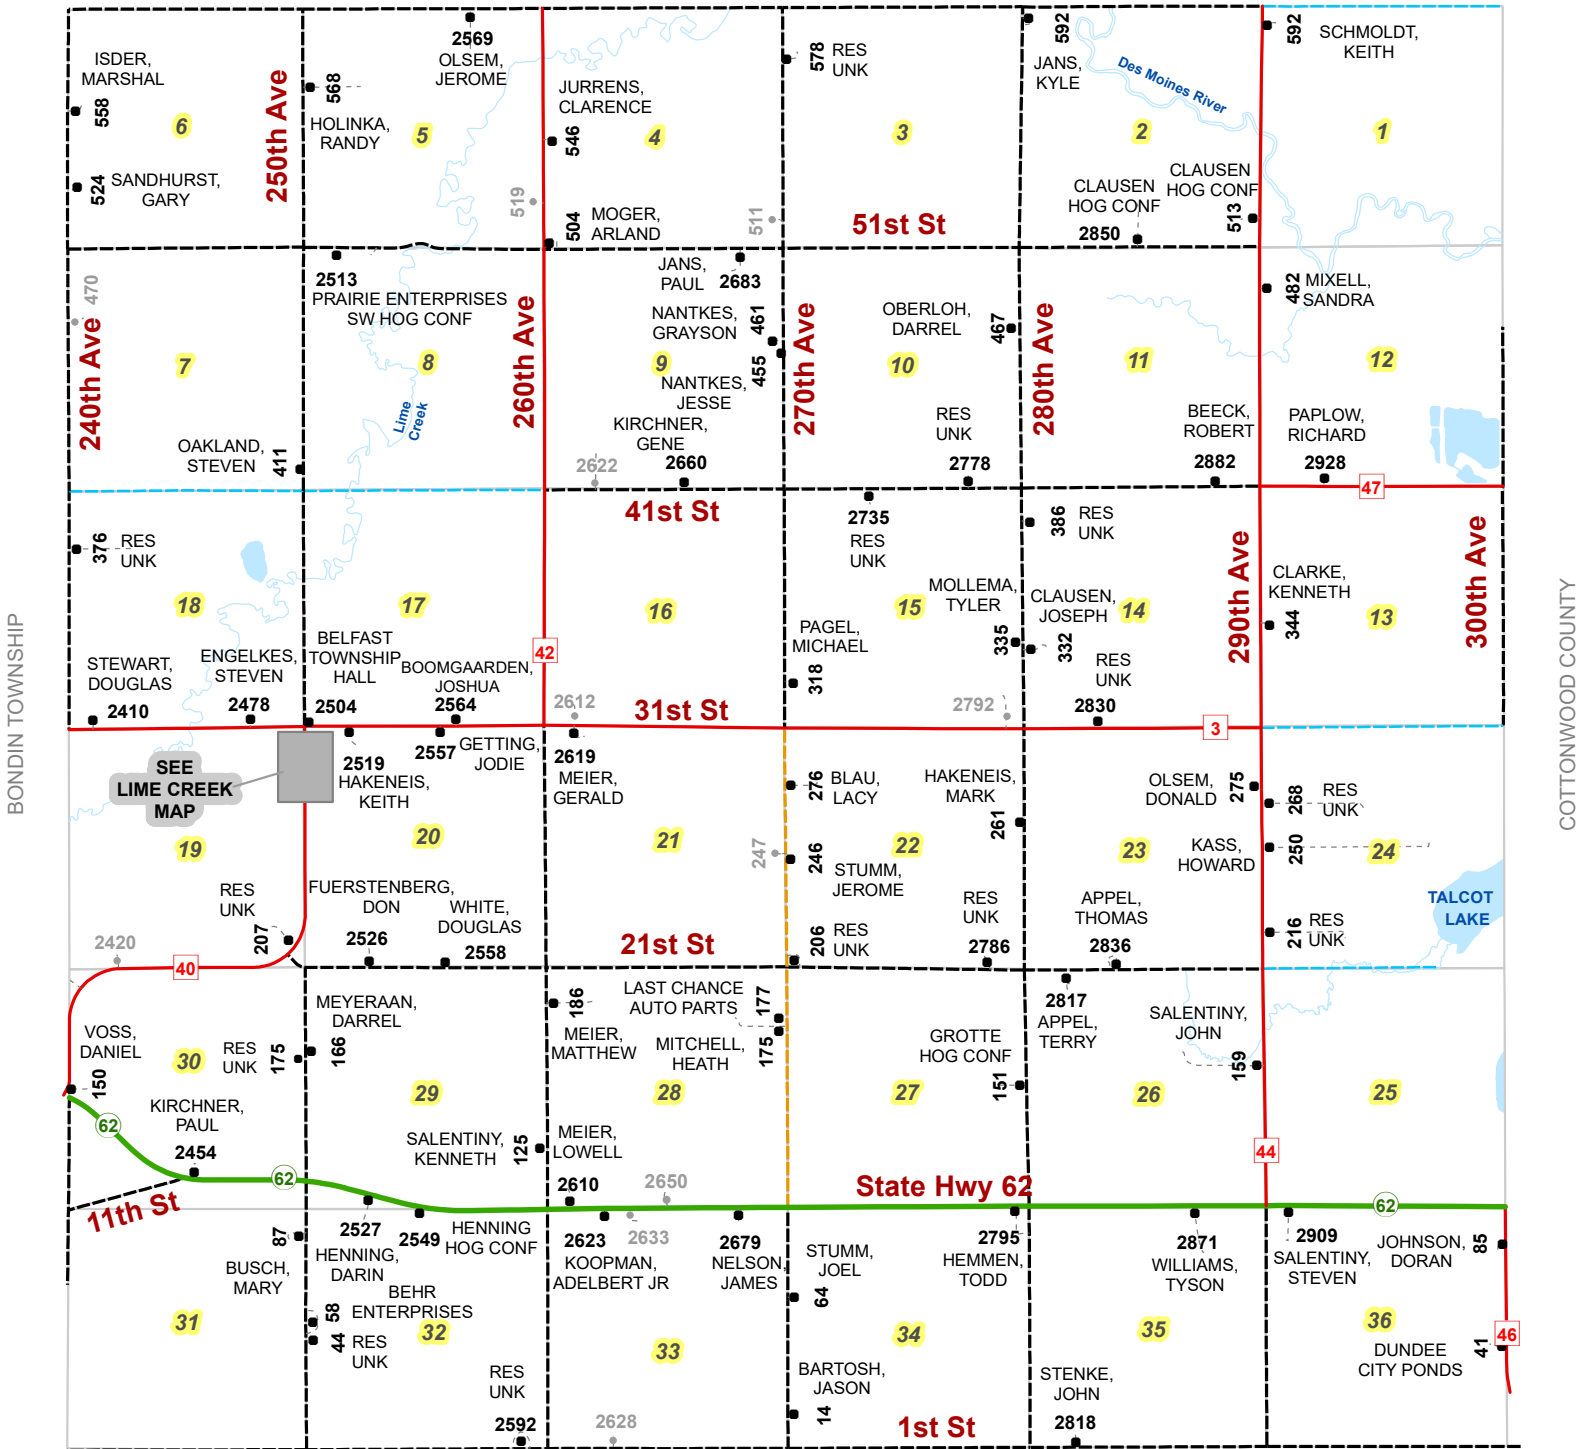 ISDER,
MARSHAL
558
6
524
SANDHURST,
GARY
250th Ave
568
HOLINKA,
RANDY
2569
OLSEM,
JEROME
5
JURRENS,
CLARENCE
546
4
519
504
MOGER,
ARLAND
578
RES
UNK
3
511
51st St
592
JANS,
KYLE
Des Moines River
2
CLAUSEN
HOG CONF
2850
CLAUSEN
HOG CONF
513
592
SCHMOLDT,
KEITH
1
470
240th Ave
7
OAKLAND,
STEVEN
411
2513
PRAIRIE ENTERPRISES
SW HOG CONF
8
Lime
Creek
260th Ave
JANS,
PAUL
2683
NANTKES,
GRAYSON
461
9
455
NANTKES,
JESSE
KIRCHNER,
GENE
2622
2660
270th Ave
OBERLOH,
DARREL
467
10
RES
UNK
2778
280th Ave
11
BEECK,
ROBERT
2882
482
MIXELL,
SANDRA
12
PAPLOW,
RICHARD
2928
47
41st St
376
RES
UNK
18
17
16
2735
RES
UNK
15
MOLLEMA,
TYLER
335
386
RES
UNK
CLAUSEN,
JOSEPH
332
14
RES
UNK
2830
290th Ave
CLARKE,
KENNETH
344
13
300th Ave
BONDIN TOWNSHIP
COTTONWOOD COUNTY
STEWART,
DOUGLAS
2410
ENGELKES,
STEVEN
2478
BELFAST
TOWNSHIP
HALL
2504
BOOMGAARDEN,
JOSHUA
2564
42
2612
31st St
PAGEL,
MICHAEL
318
2792
3
SEE
LIME CREEK
MAP
19
2519
HAKENEIS,
KEITH
2557
GETTING,
JODIE
20
2619
MEIER,
GERALD
21
276
BLAU,
LACY
247
246
STUMM,
JEROME
22
HAKENEIS,
MARK
261
OLSEM,
DONALD
275
23
KASS,
HOWARD
268
RES
UNK
250
24
TALCOT
LAKE
RES
UNK
207
2420
40
FUERSTENBERG,
DON
2526
WHITE,
DOUGLAS
2558
21st St
206
RES
UNK
RES
UNK
2786
APPEL,
THOMAS
2836
216
RES
UNK
VOSS,
DANIEL
150
30
RES
UNK
175
MEYERAAN,
DARREL
166
29
186
MEIER,
MATTHEW
LAST CHANCE
AUTO PARTS
177
MITCHELL,
HEATH
175
28
27
GROTTE
HOG CONF
151
2817
APPEL,
TERRY
SALENTINY,
JOHN
159
26
25
62
KIRCHNER,
PAUL
2454
62
SALENTINY,
KENNETH
125
MEIER,
LOWELL
2610
2650
State Hwy 62
44
62
11th St
87
BUSCH,
MARY
31
2527
HENNING,
DARIN
2549
HENNING
HOG CONF
BEHR
ENTERPRISES
58
44
RES
UNK
32
2623
KOOPMAN,
ADELBERT JR
2633
2679
NELSON,
JAMES
33
STUMM,
JOEL
64
34
2795
HEMMEN,
TODD
2871
WILLIAMS,
TYSON
35
2909
SALENTINY,
STEVEN
JOHNSON,
DORAN
85
36
46
41
DUNDEE
CITY PONDS
RES
UNK
2592
2628
BARTOSH,
JASON
14
1st St
STENKE,
JOHN
2818